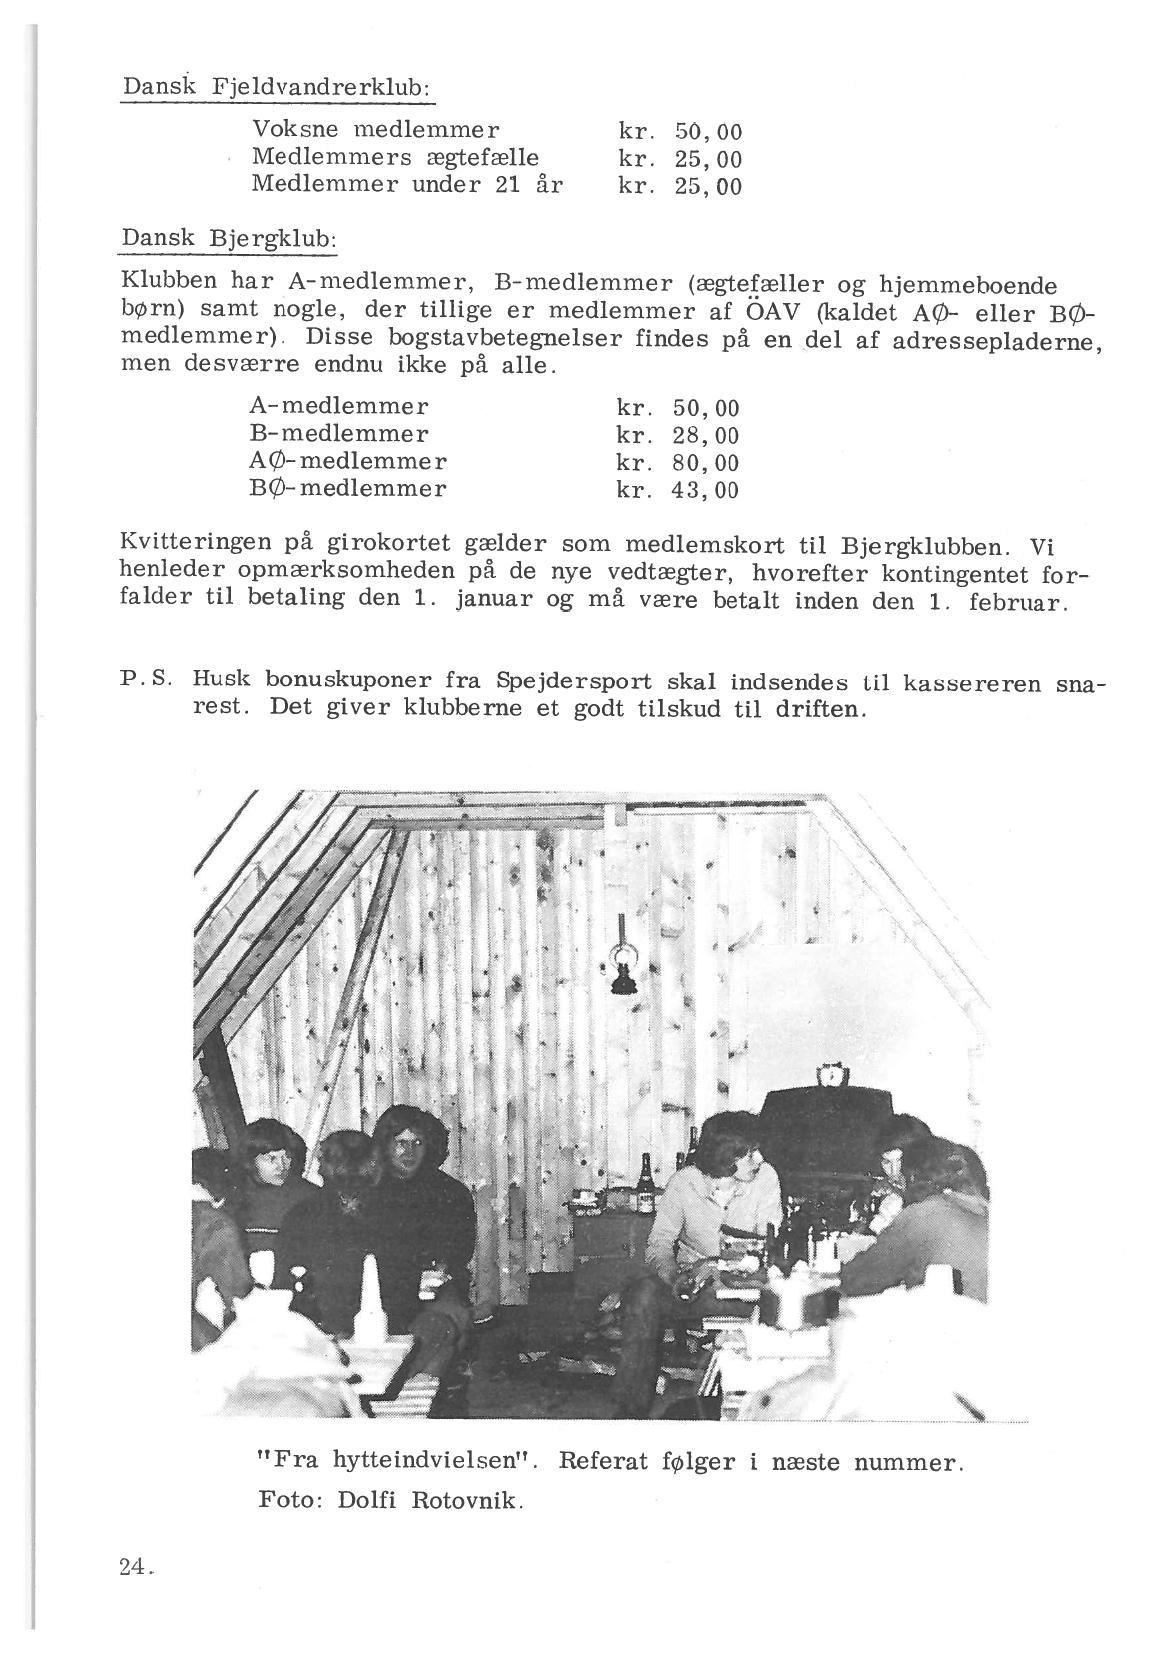 Dansk Fjeldvandrerklub:
Voksne medlemmer kr. 50,00
Medlemmers ægtefælle kr. 25,00
Medlemmer under 21 år kr. 25,00
Dansk Bjergklub:
Klubben har A-medlemmer, B-medlemmer (ægtefæller og hjemmeboende
børn) samt nogle, der tillige er medlemmer af ÖAV (kaldet AØ- eller BØ-
medlemmer). Disse bogstavbetegnelser findes på en del af adressepladerne,
men desværre endnu ikke på alle.
A-medlemmer kr. 50,00
B-medlemmer kr. 28,00
AØ-medlemmer kr. 80,00
BØ-medlemmer kr. 43,00
Kvitteringen på girokortet gælder som medlemskort til Bjergklubben. Vi
henleder opmærksomheden på de nye vedtægter, hvorefter kontingentet for-
falder til betaling den 1. januar og må være betalt inden den 1. februar.
P.S. Husk bonuskuponer fra Spejdersport skal indsendes til kassereren sna-
rest. Det giver klubberne et godt tilskud til driften.
"Fra hytteindvielsen". Referat følger i næste nummer.
Foto: Dolfi Rotovnik.
24.